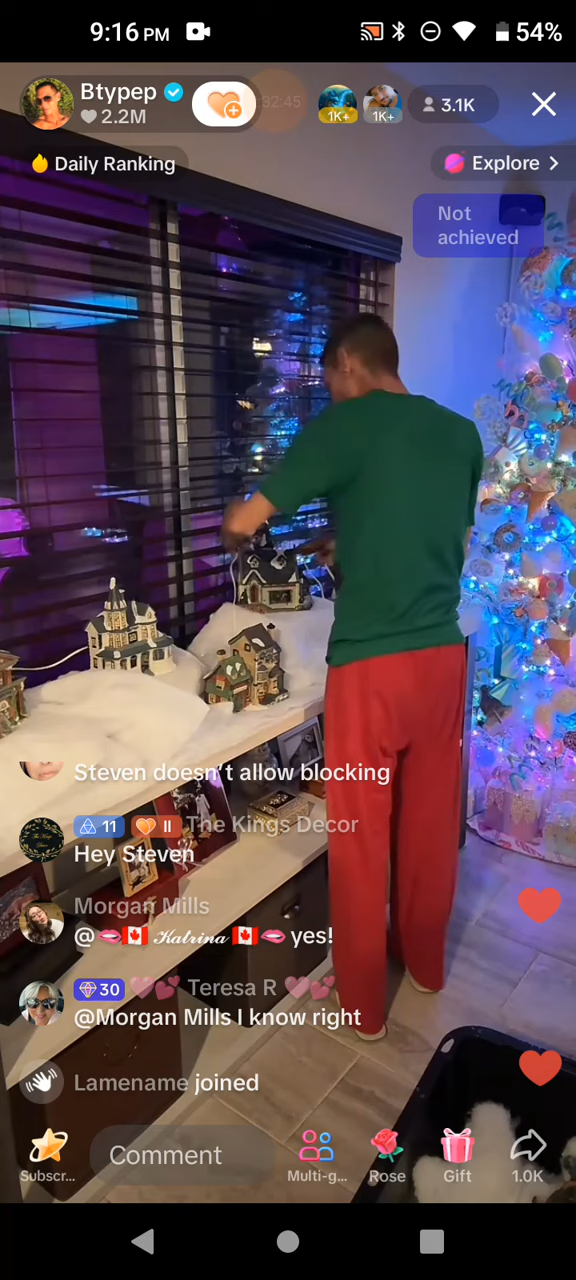 9:16 PM
54%
Btypep
2.2M
82:45
1K+
1K+
3.1K
Daily Ranking
Explore >
Not
achieved
Steven doesn't allow blocking
11 II The Kings Decor
Hey Steven
Morgan Mills
@🫦🇨🇦 𝒦𝒶𝓉𝓇𝒾𝓃𝒶 🇨🇦🫦 yes!
30 🩷💕 Teresa R 🩷💕
@Morgan Mills I know right
Lamename joined
Comment
Subscr...
Multi-g...
Rose
Gift
1.0K